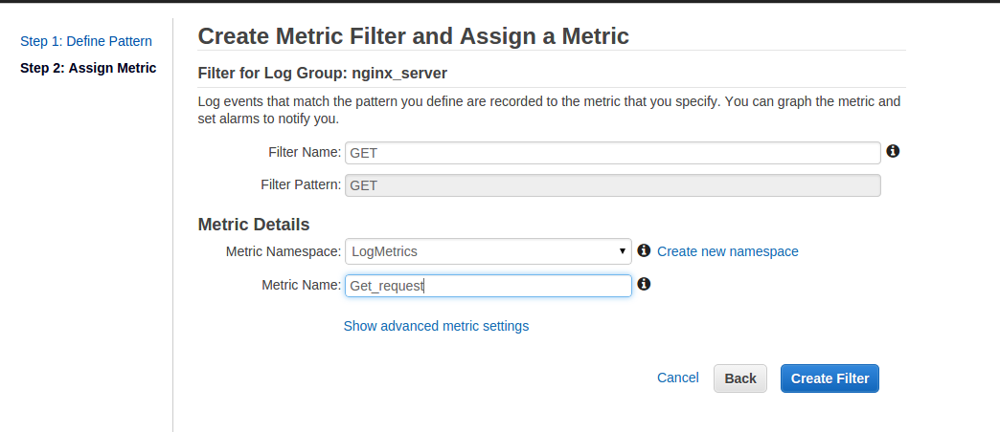 Step 1: Define Pattern
Step 2: Assign Metric
Create Metric Filter and Assign a Metric
Filter for Log Group: nginx_server
Log events that match the pattern you define are recorded to the metric that you specify. You can graph the metric and
set alarms to notify you.
Filter Name: GET
Filter Pattern: GET
Metric Details
Metric Namespace: LogMetrics Create new namespace
Metric Name: Get_request
Show advanced metric settings
Cancel Back Create Filter